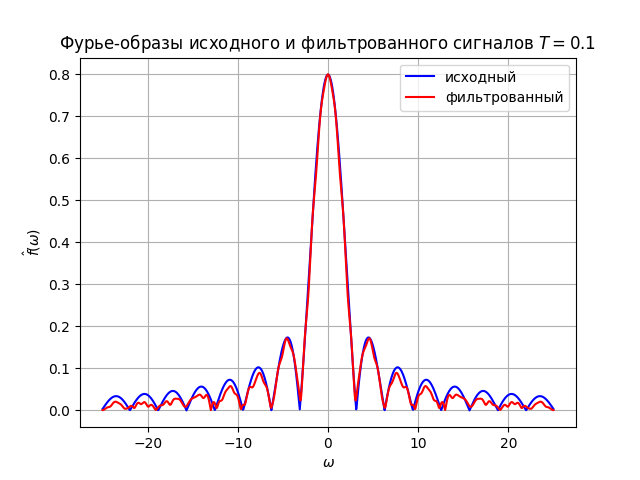 Фурье-образы исходного и фильтрованного сигналов T = 0.1
исходный
фильтрованный
0.8
0.7
0.6
0.5
0.4
0.3
0.2
0.1
0.0
f̂(ω)
−20 −10 0 10 20
ω